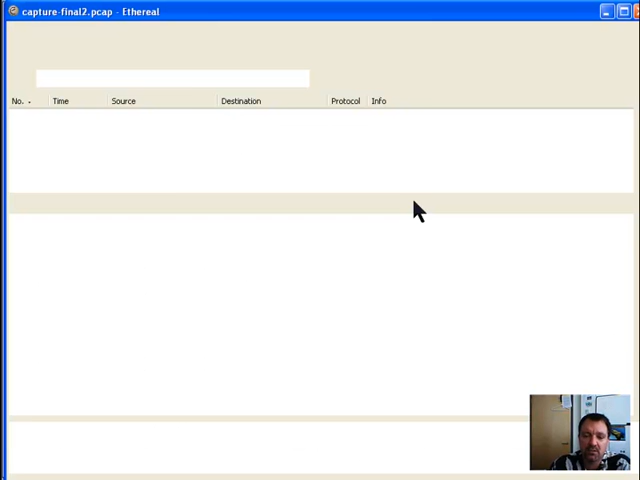 capture-final2.pcap - Ethereal
No. Time Source Destination Protocol Info